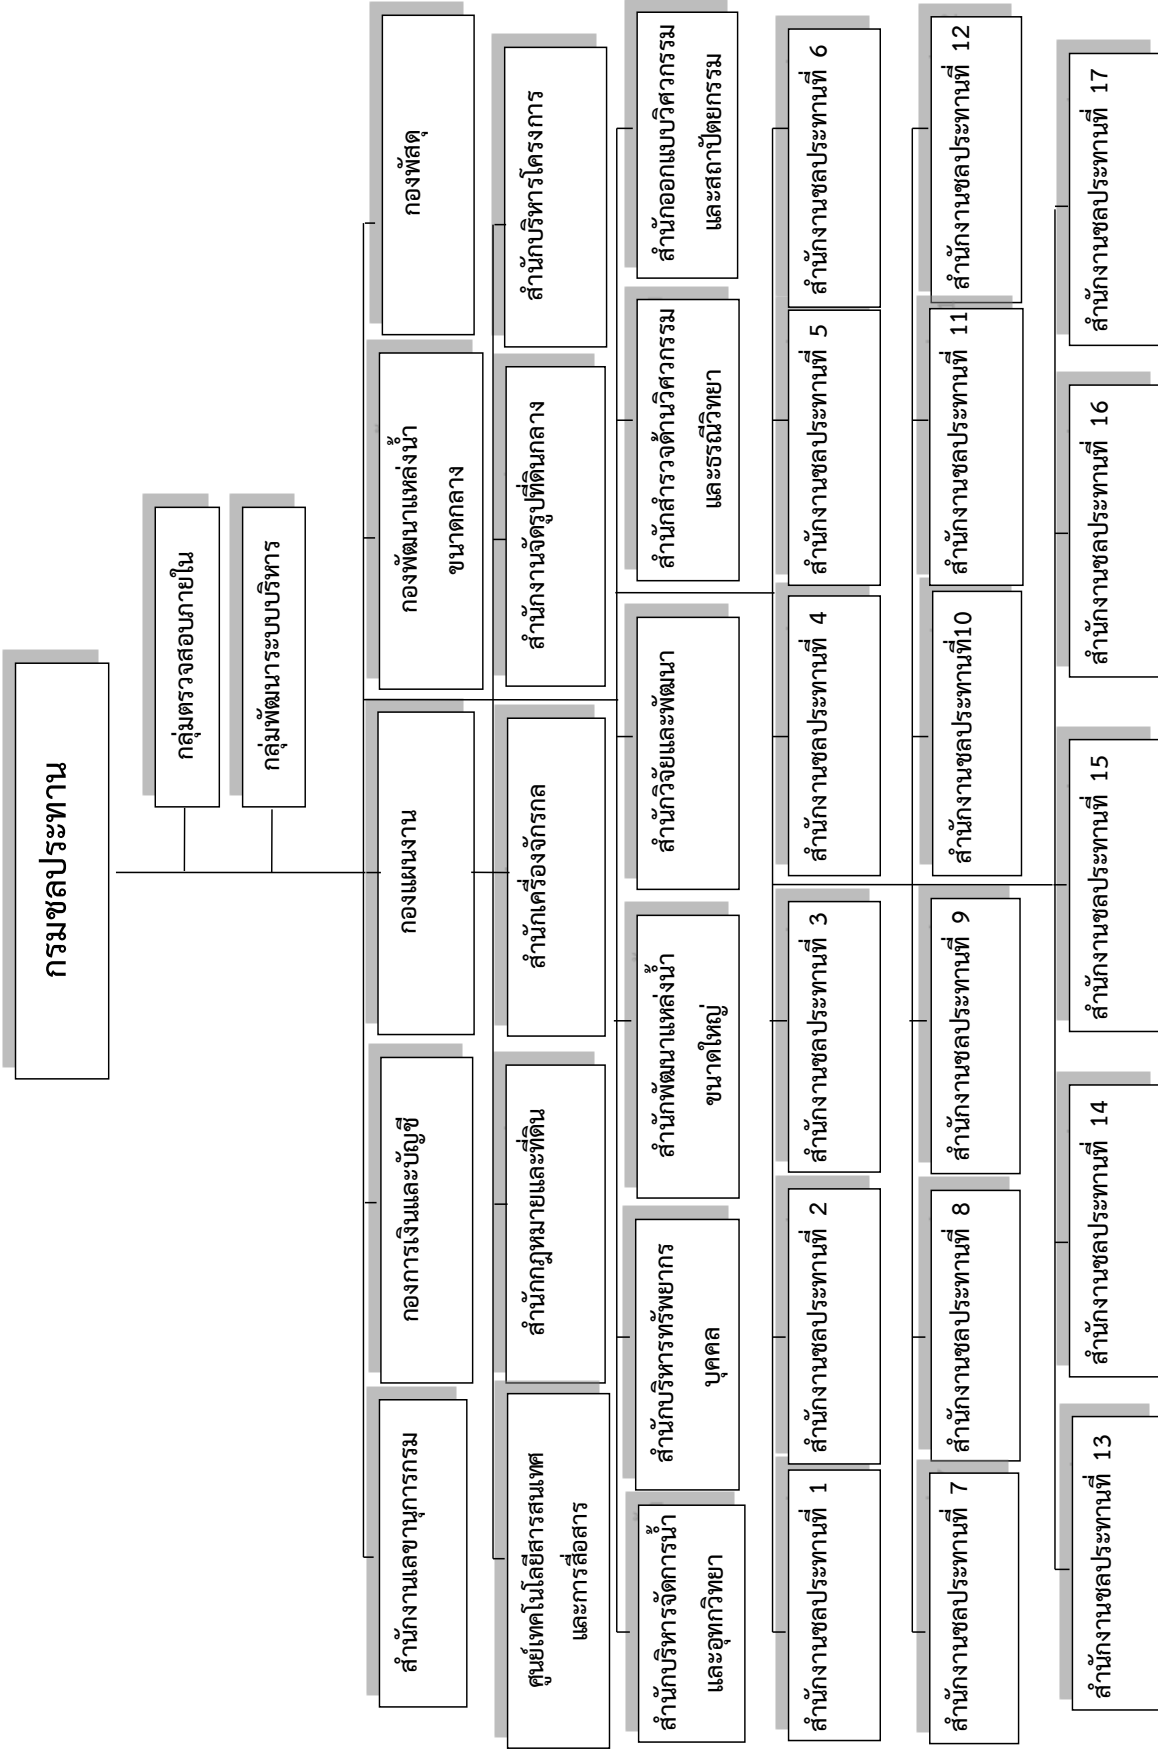 กรมชลประทาน
กลุ่มตรวจสอบภายใน
กลุ่มพัฒนาระบบบริหาร
สำนักงานเลขานุการกรม
กองการเงินและบัญชี
กองแผนงาน
กองพัฒนาแหล่งน้ำ
ขนาดกลาง
กองพัสดุ
ศูนย์เทคโนโลยีสารสนเทศ
และการสื่อสาร
สำนักกฎหมายและที่ดิน
สำนักเครื่องจักรกล
สำนักงานจัดรูปที่ดินกลาง
สำนักบริหารโครงการ
สำนักบริหารจัดการน้ำ
และอุทกวิทยา
สำนักบริหารทรัพยากร
บุคคล
สำนักพัฒนาแหล่งน้ำ
ขนาดใหญ่
สำนักวิจัยและพัฒนา
สำนักสำรวจด้านวิศวกรรม
และธรณีวิทยา
สำนักออกแบบวิศวกรรม
และสถาปัตยกรรม
สำนักงานชลประทานที่ 1
สำนักงานชลประทานที่ 2
สำนักงานชลประทานที่ 3
สำนักงานชลประทานที่ 4
สำนักงานชลประทานที่ 5
สำนักงานชลประทานที่ 6
สำนักงานชลประทานที่ 7
สำนักงานชลประทานที่ 8
สำนักงานชลประทานที่ 9
สำนักงานชลประทานที่10
สำนักงานชลประทานที่ 11
สำนักงานชลประทานที่ 12
สำนักงานชลประทานที่ 13
สำนักงานชลประทานที่ 14
สำนักงานชลประทานที่ 15
สำนักงานชลประทานที่ 16
สำนักงานชลประทานที่ 17